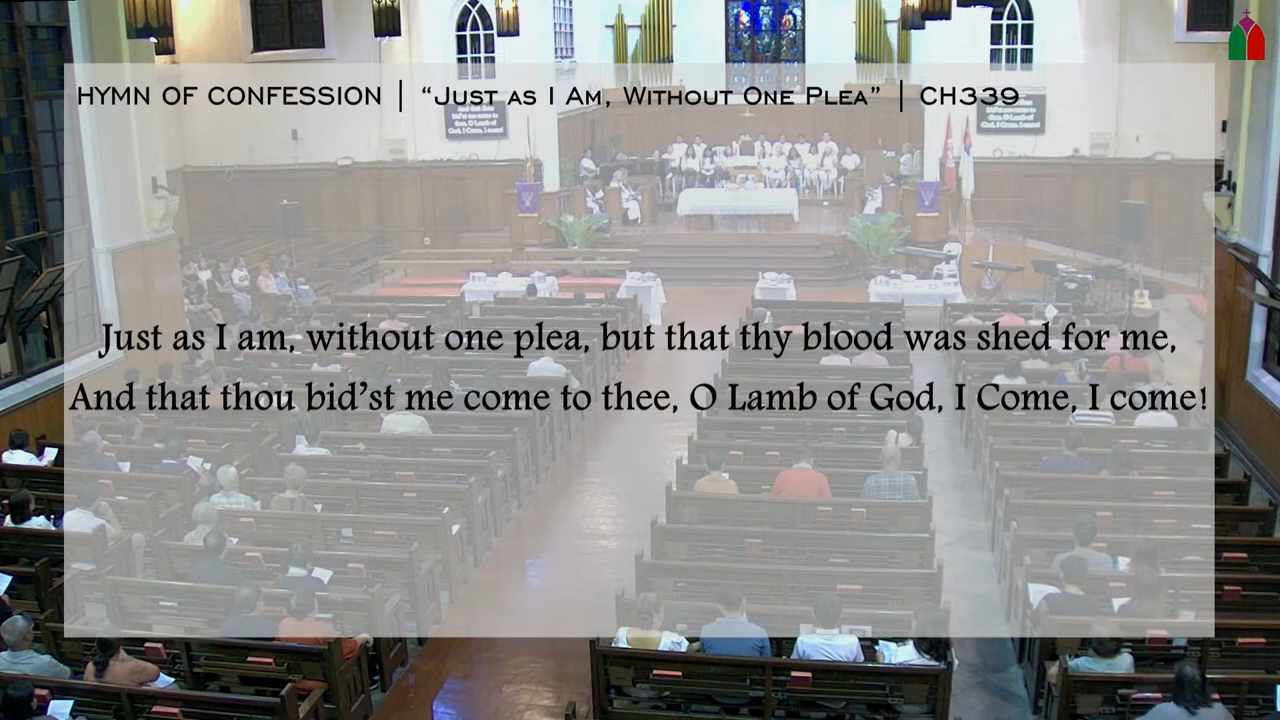 HYMN OF CONFESSION | “JUST AS I AM, WITHOUT ONE PLEA” | CH339
Just as I am, without one plea, but that thy blood was shed for me,
And that thou bid’st me come to thee, O Lamb of God, I Come, I come!